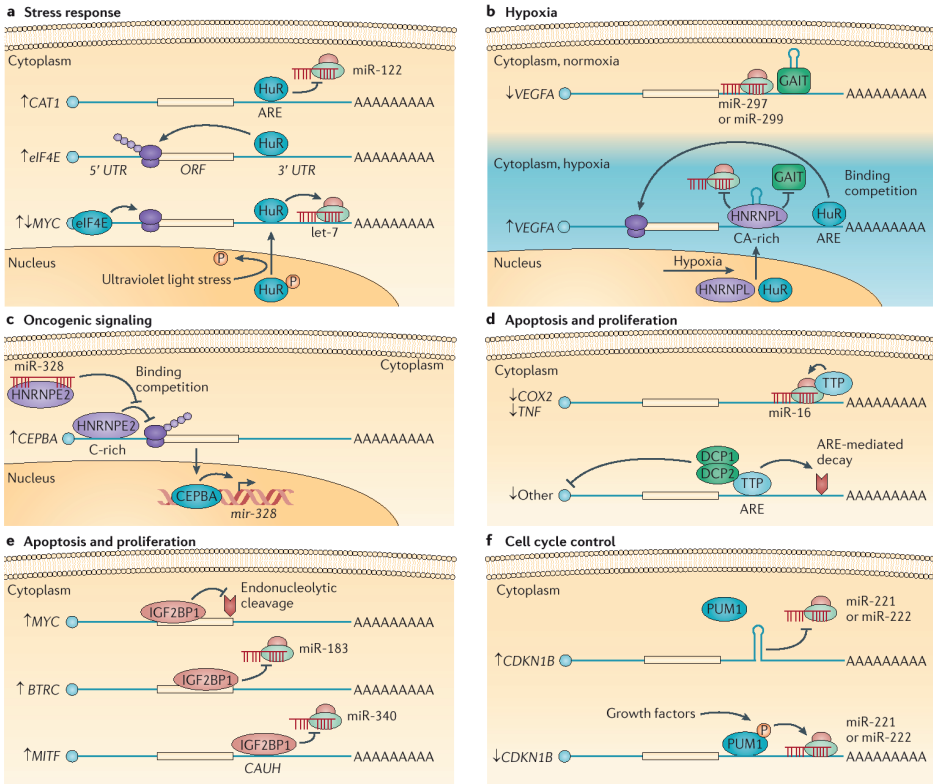 a Stress response
Cytoplasm
miR-122
HuR
↑CAT1
AAAAAAAAA
ARE
HuR
↑eIF4E
AAAAAAAAA
5′ UTR
ORF
3′ UTR
HuR
↑↓MYC
eIF4E
AAAAAAAAA
let-7
Nucleus
P
Ultraviolet light stress
HuR
P
b Hypoxia
Cytoplasm, normoxia
GAIT
↓VEGFA
AAAAAAAAA
miR-297
or miR-299
Cytoplasm, hypoxia
GAIT
Binding
competition
HNRNPL
HuR
↑VEGFA
AAAAAAAAA
CA-rich
ARE
Nucleus
Hypoxia
HNRNPL
HuR
c Oncogenic signaling
miR-328
Cytoplasm
Binding
competition
HNRNPE2
HNRNPE2
↑CEPBA
AAAAAAAAA
C-rich
Nucleus
CEPBA
mir-328
d Apoptosis and proliferation
Cytoplasm
TTP
↓COX2
↓TNF
AAAAAAAAA
miR-16
DCP1
DCP2
ARE-mediated
decay
TTP
↓Other
AAAAAAAAA
ARE
e Apoptosis and proliferation
Cytoplasm
Endonucleolytic
cleavage
IGF2BP1
↑MYC
AAAAAAAAA
miR-183
IGF2BP1
↑BTRC
AAAAAAAAA
miR-340
IGF2BP1
↑MITF
AAAAAAAAA
CAUH
f Cell cycle control
Cytoplasm
PUM1
miR-221
or miR-222
↑CDKN1B
AAAAAAAAA
Growth factors
P
miR-221
or miR-222
PUM1
↓CDKN1B
AAAAAAAAA